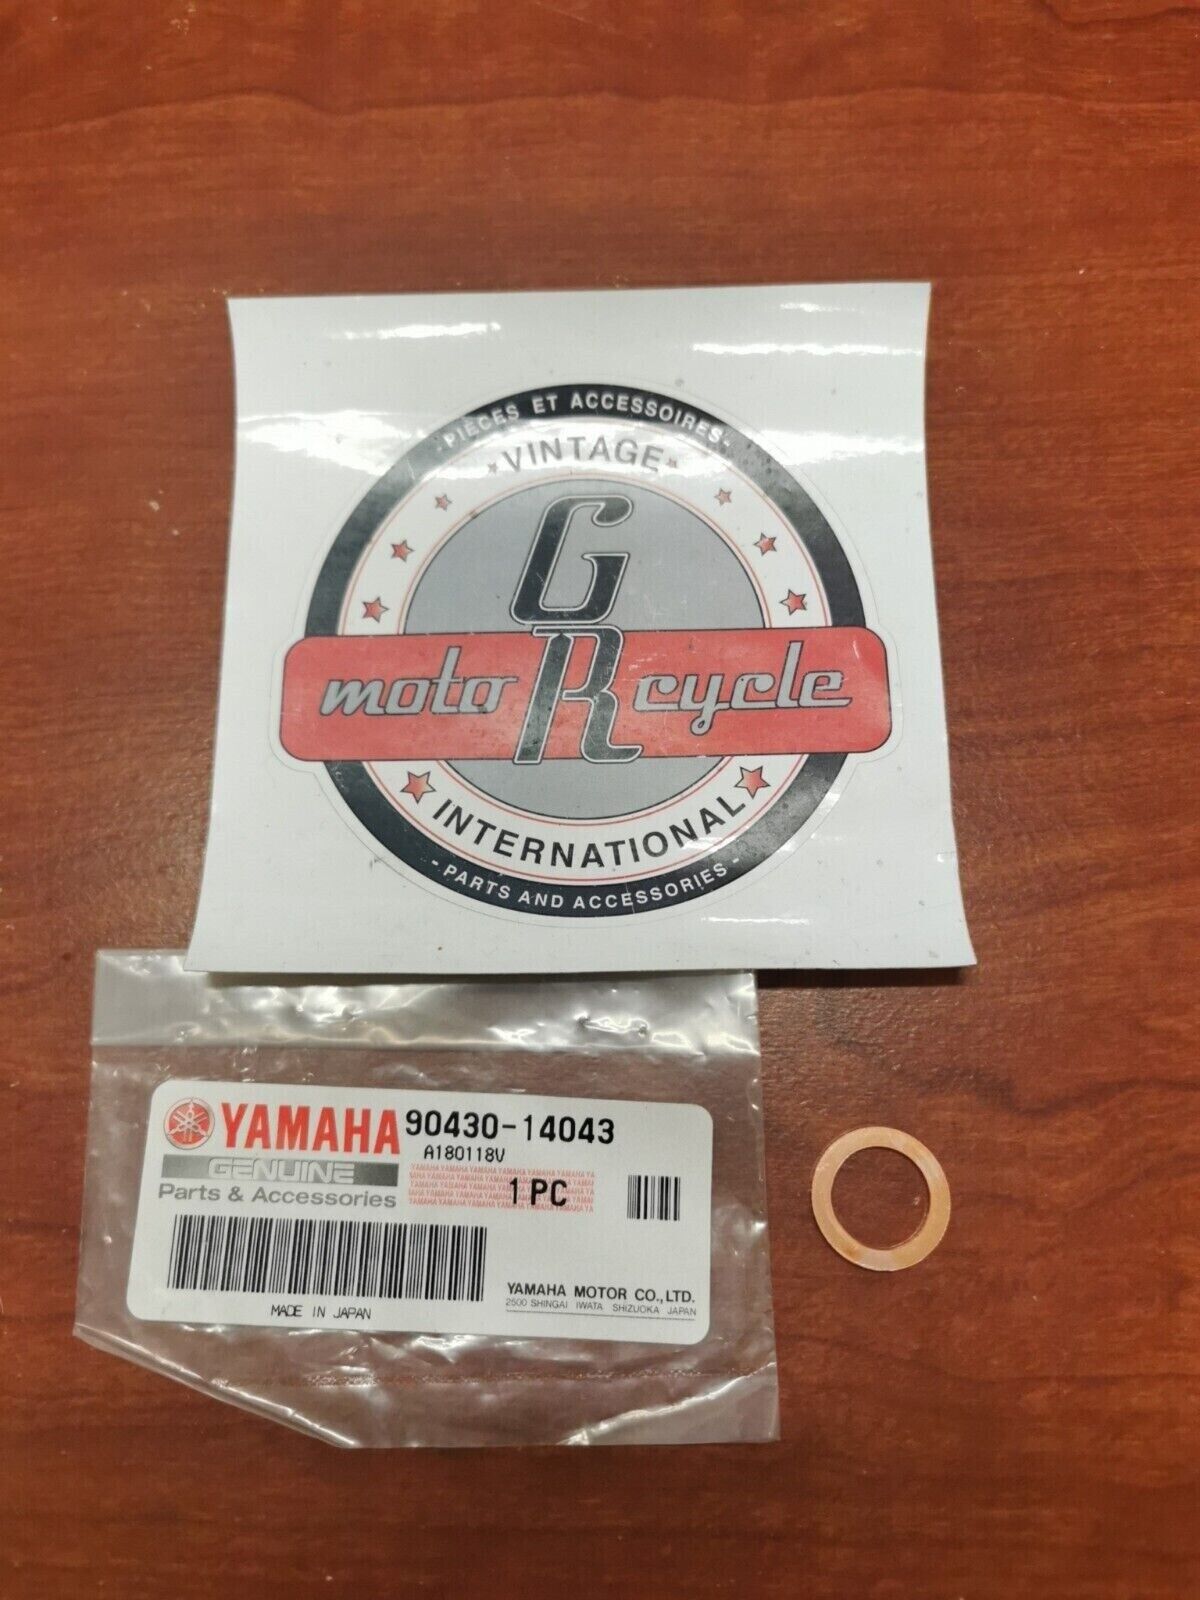 PIÈCES ET ACCESSOIRES
VINTAGE
GR
moto cycle
INTERNATIONAL
- PARTS AND ACCESSORIES -
YAMAHA 90430-14043
A180118V
GENUINE
Parts & Accessories
1 PC
YAMAHA MOTOR CO., LTD.
2500 SHINGAI IWATA SHIZUOKA JAPAN
MADE IN JAPAN